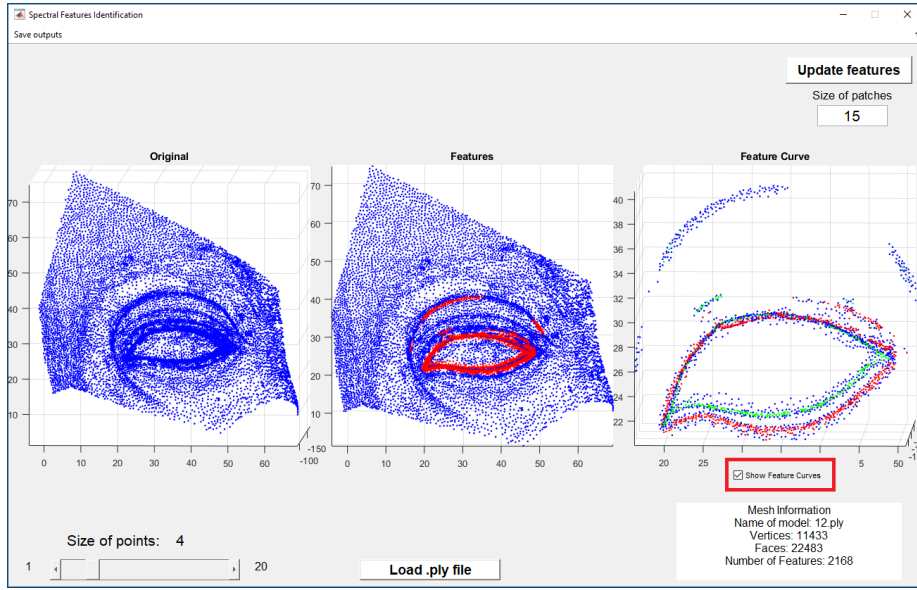 Spectral Features Identification
Save outputs
Update features
Size of patches
15
Original
Features
Feature Curve
70
60
50
40
30
20
10
0 10 20 30 40 50 60 -100
70
60
50
40
30
20
10
0 10 20 30 40 50 60
-150
40
38
36
34
32
30
28
26
24
22
20 25 5 50
Show Feature Curves
Mesh Information
Name of model: 12.ply
Vertices: 11433
Faces: 22483
Number of Features: 2168
Size of points: 4
1 20
Load .ply file